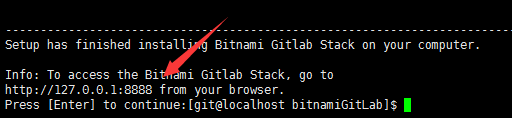 --------------------------------------------------------------------------------
Setup has finished installing Bitnami Gitlab Stack on your computer.
Info: To access the Bitnami Gitlab Stack, go to
http://127.0.0.1:8888 from your browser.
Press [Enter] to continue:[git@localhost bitnamiGitLab]$